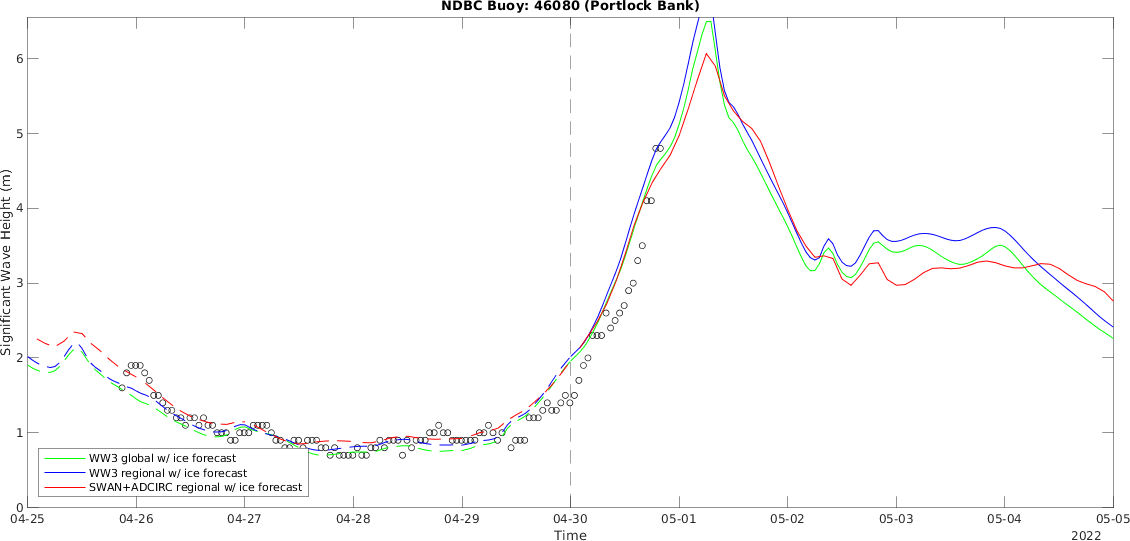 NDBC Buoy: 46080 (Portlock Bank)
6
5
4
3
2
1
0
Significant Wave Height (m)
WW3 global w/ ice forecast
WW3 regional w/ ice forecast
SWAN+ADCIRC regional w/ ice forecast
04-25 04-26 04-27 04-28 04-29 04-30 05-01 05-02 05-03 05-04 05-05
Time
2022